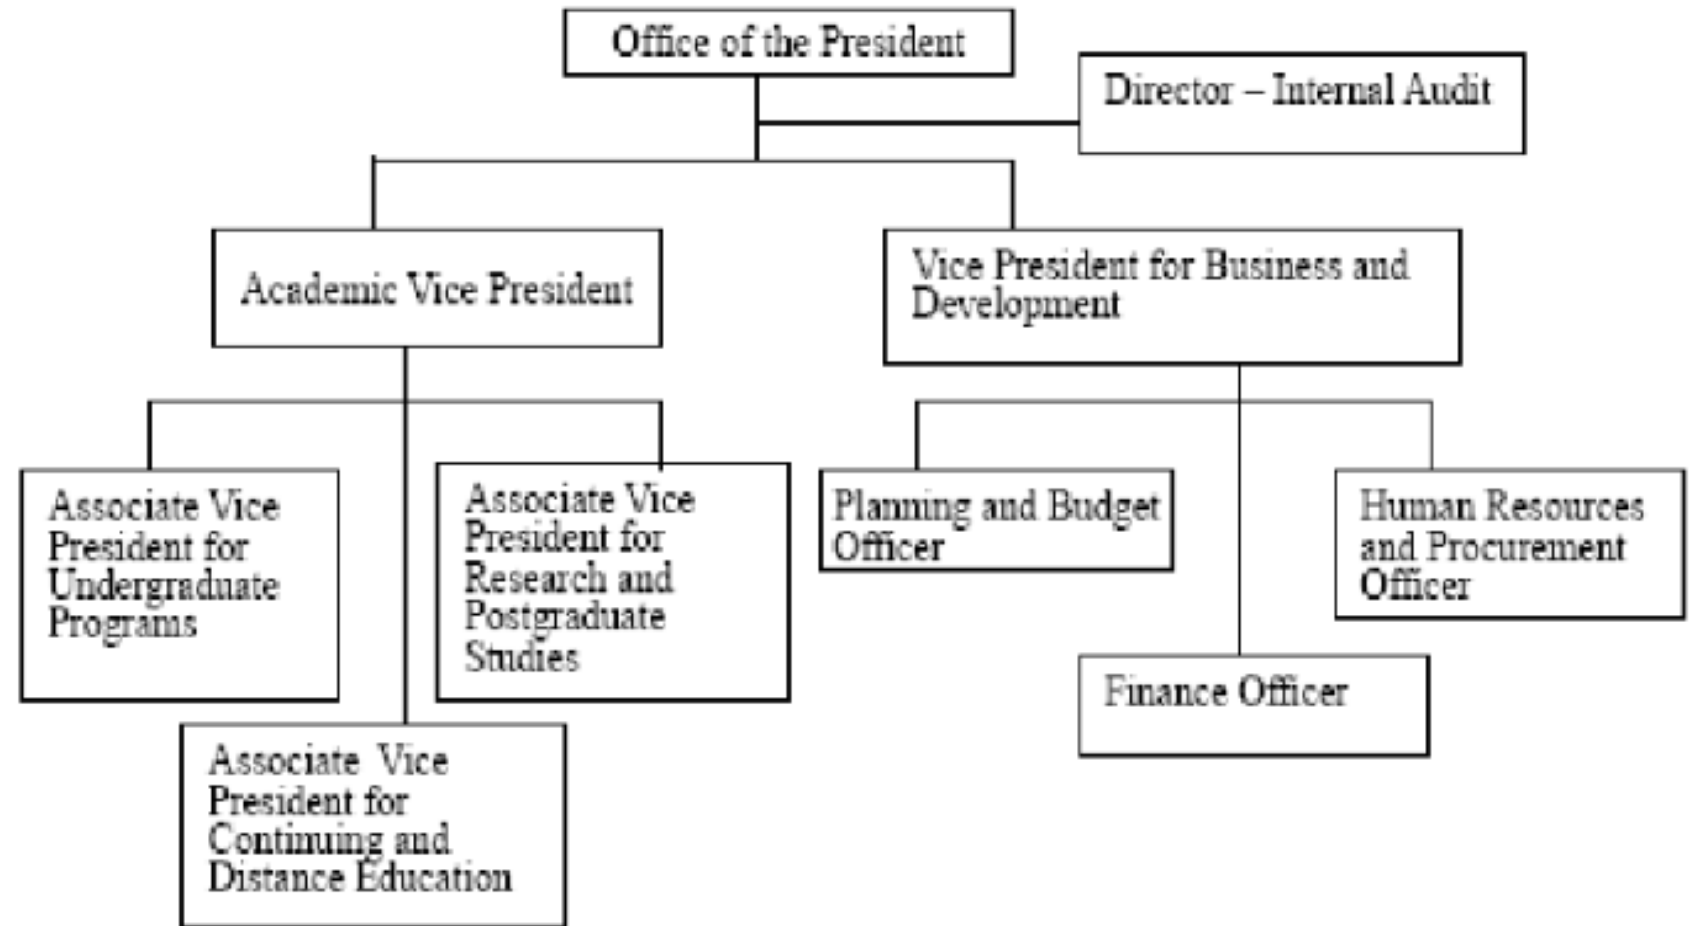 Office of the President
Director – Internal Audit
Academic Vice President
Vice President for Business and
Development
Associate Vice
President for
Undergraduate
Programs
Associate Vice
President for
Research and
Postgraduate
Studies
Planning and Budget
Officer
Human Resources
and Procurement
Officer
Finance Officer
Associate Vice
President for
Continuing and
Distance Education